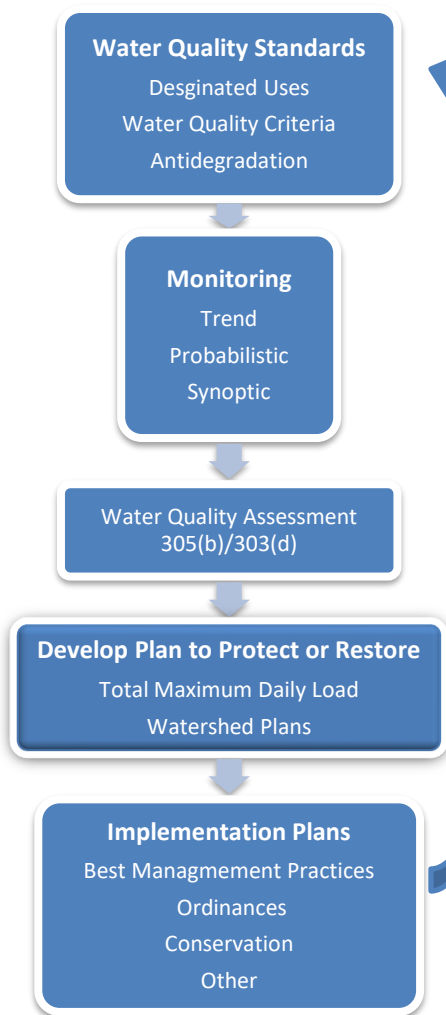 Water Quality Standards
Desginated Uses
Water Quality Criteria
Antidegradation
Monitoring
Trend
Probabilistic
Synoptic
Water Quality Assessment
305(b)/303(d)
Develop Plan to Protect or Restore
Total Maximum Daily Load
Watershed Plans
Implementation Plans
Best Managmement Practices
Ordinances
Conservation
Other